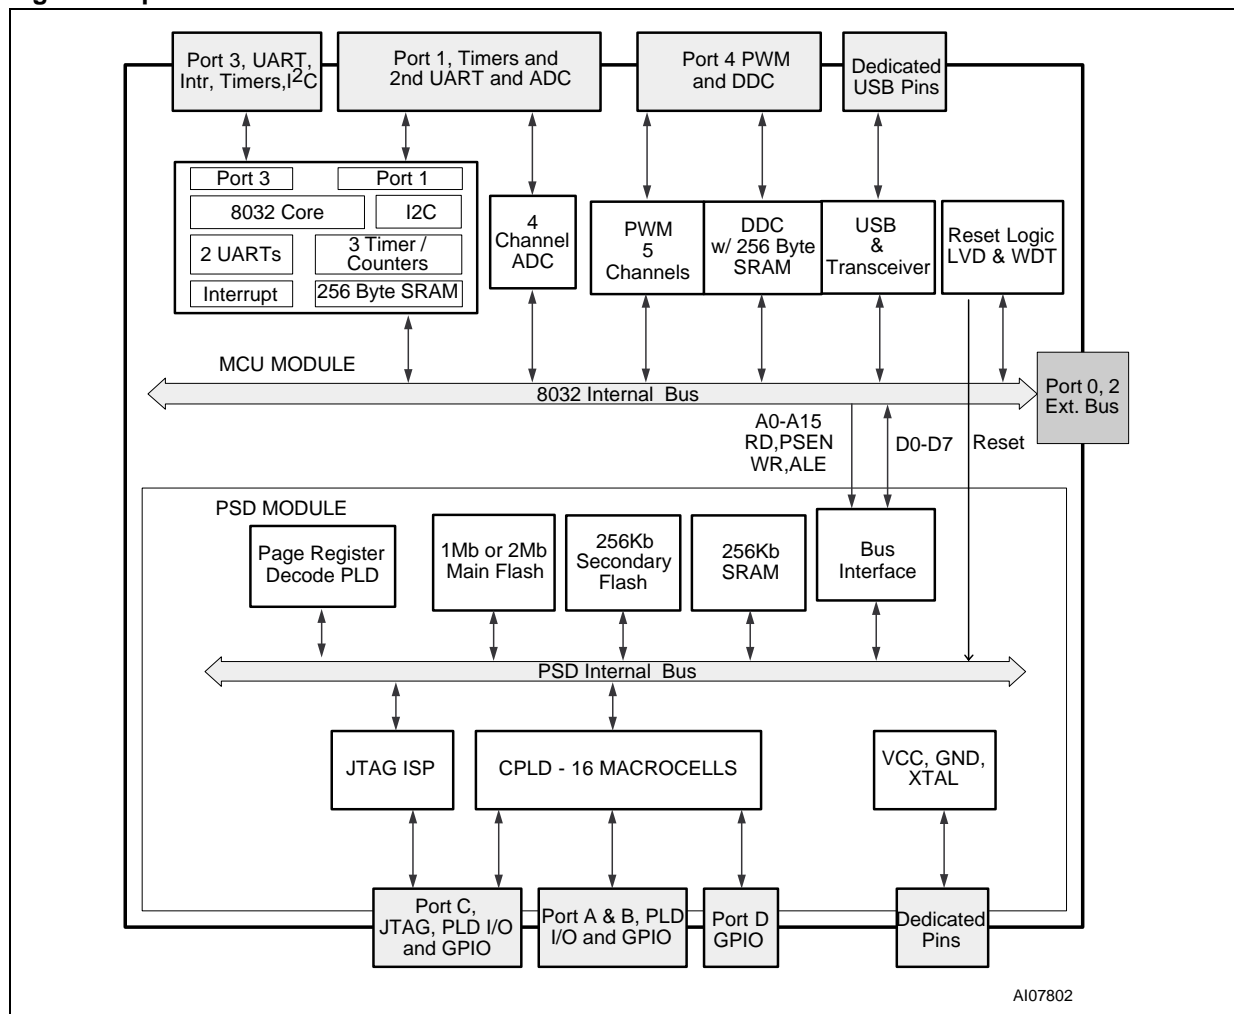 Port 3, UART,
Intr, Timers,I2C
Port 1, Timers and
2nd UART and ADC
Port 4 PWM
and DDC
Dedicated
USB Pins
Port 3
Port 1
8032 Core
I2C
2 UARTs
3 Timer /
Counters
Interrupt
256 Byte SRAM
4
Channel
ADC
PWM
5
Channels
DDC
w/ 256 Byte
SRAM
USB
&
Transceiver
Reset Logic
LVD & WDT
MCU MODULE
8032 Internal Bus
Port 0, 2
Ext. Bus
A0-A15
RD,PSEN
WR,ALE
D0-D7
Reset
PSD MODULE
Page Register
Decode PLD
1Mb or 2Mb
Main Flash
256Kb
Secondary
Flash
256Kb
SRAM
Bus
Interface
PSD Internal Bus
JTAG ISP
CPLD - 16 MACROCELLS
VCC, GND,
XTAL
Port C,
JTAG, PLD I/O
and GPIO
Port A & B, PLD
I/O and GPIO
Port D
GPIO
Dedicated
Pins
AI07802